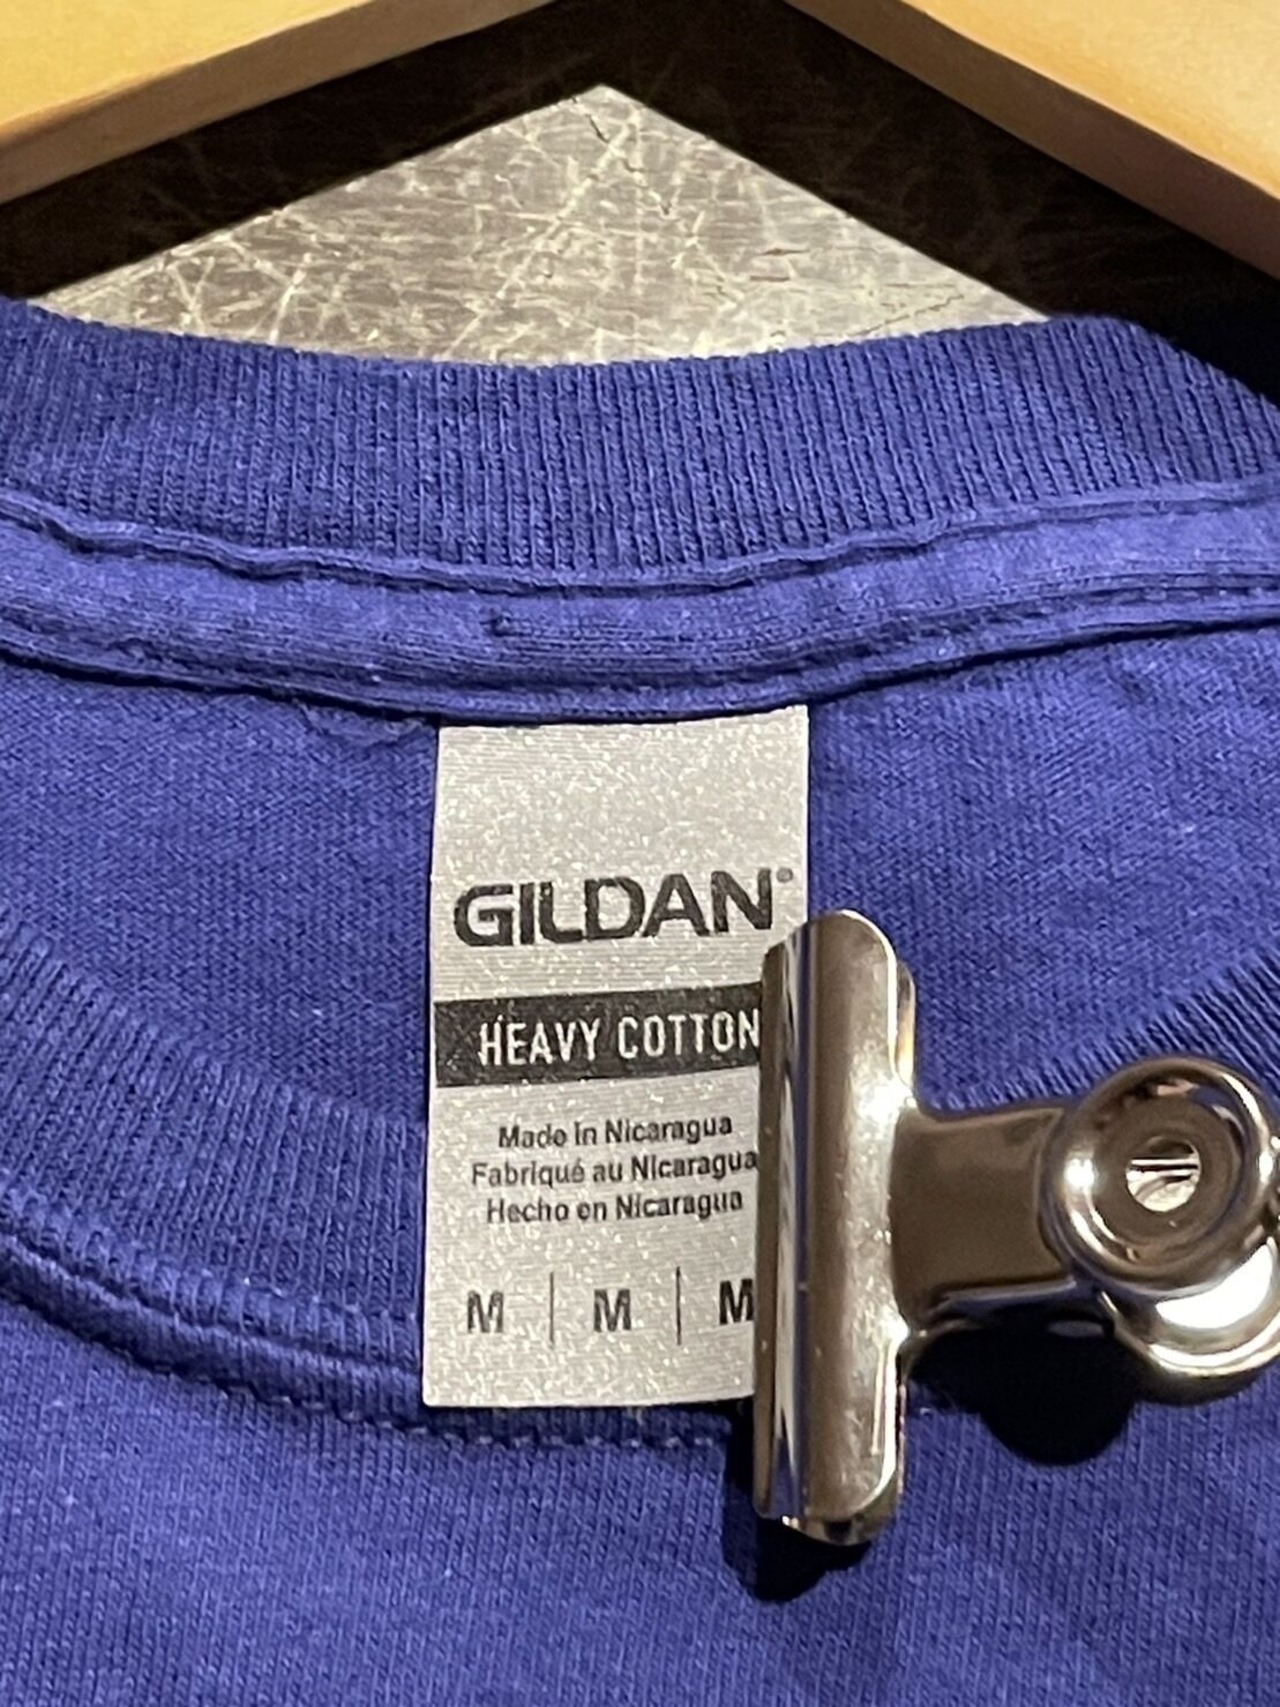 GILDAN®
HEAVY COTTON
Made in Nicaragua
Fabriqué au Nicaragua
Hecho en Nicaragua
M | M | M